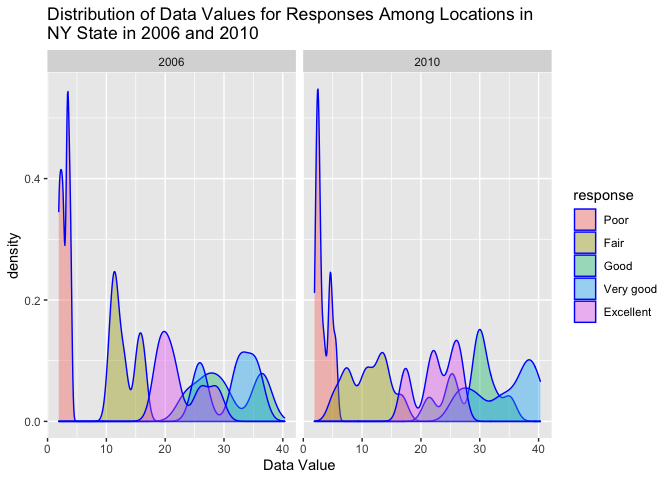 Distribution of Data Values for Responses Among Locations in
NY State in 2006 and 2010
2006
2010
density
0.4
0.2
0.0
0
10
20
30
40
0
10
20
30
40
Data Value
response
Poor
Fair
Good
Very good
Excellent